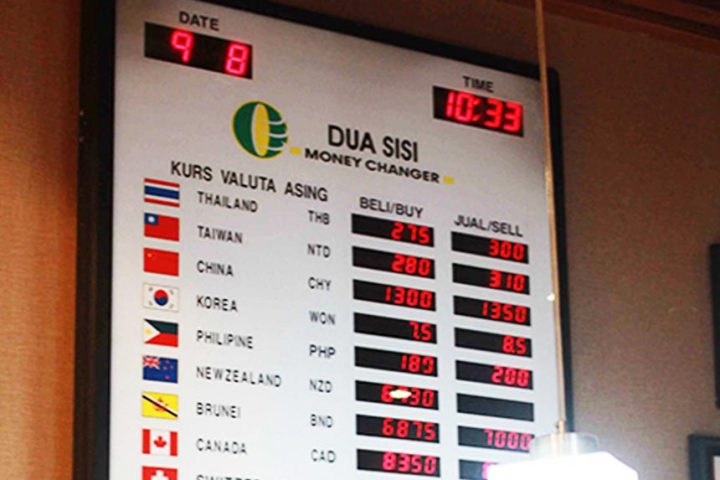 DATE
9 8
TIME
10:33
DUA SISI
MONEY CHANGER
KURS VALUTA ASING BELI/BUY JUAL/SELL
THAILAND THB 275 300
TAIWAN NTD 280 310
CHINA CHY 1300 1350
KOREA WON 7.5 8.5
PHILIPINE PHP 180 200
NEWZEALAND NZD
BRUNEI BND 6875 7000
CANADA CAD 8350